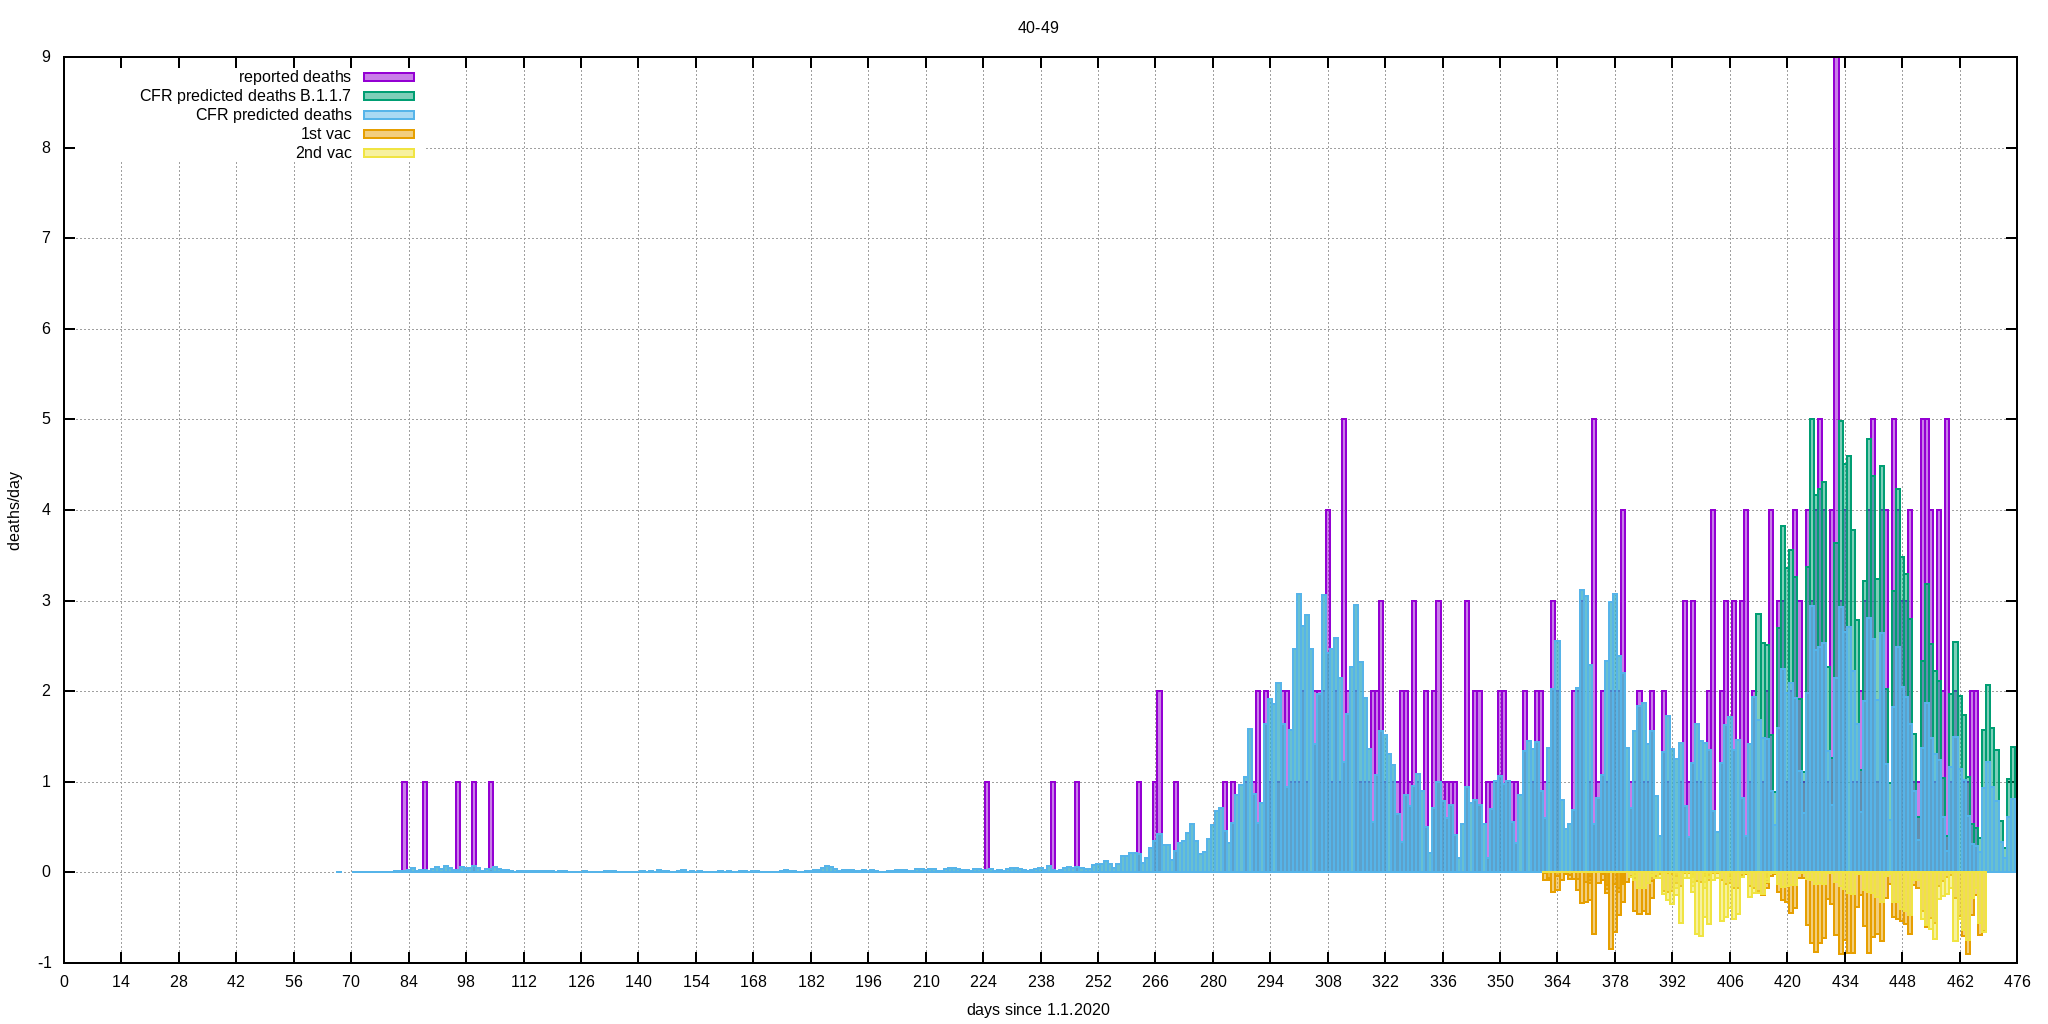 40-49
reported deaths
CFR predicted deaths B.1.1.7
CFR predicted deaths
1st vac
2nd vac
deaths/day
9
8
7
6
5
4
3
2
1
0
-1
0 14 28 42 56 70 84 98 112 126 140 154 168 182 196 210 224 238 252 266 280 294 308 322 336 350 364 378 392 406 420 434 448 462 476
days since 1.1.2020